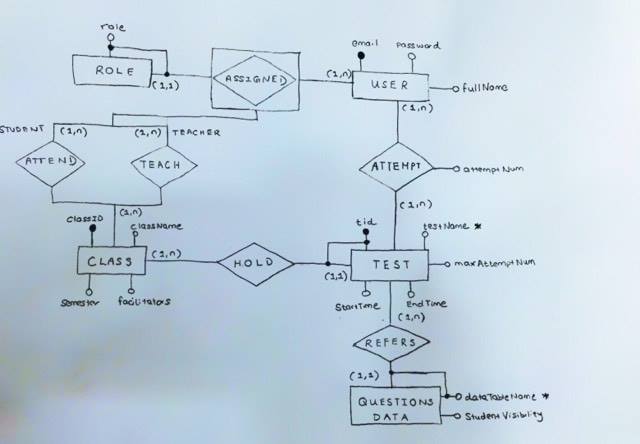 role
email
password
ROLE
(1,1)
ASSIGNED
(1,n)
USER
fullName
(1,n)
STUDENT
(1,n)
(1,n)
TEACHER
ATTEND
TEACH
ATTEMPT
attemptNum
(1,n)
(1,n)
classID
className
tid
testName *
CLASS
(1,n)
HOLD
(1,1)
TEST
maxAttemptNum
Semester
facilitators
StartTime
EndTime
(1,n)
REFERS
(1,1)
QUESTIONS
DATA
dataTableName *
StudentVisibility